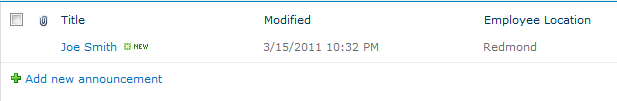 Title Modified Employee Location
Joe Smith NEW 3/15/2011 10:32 PM Redmond
Add new announcement